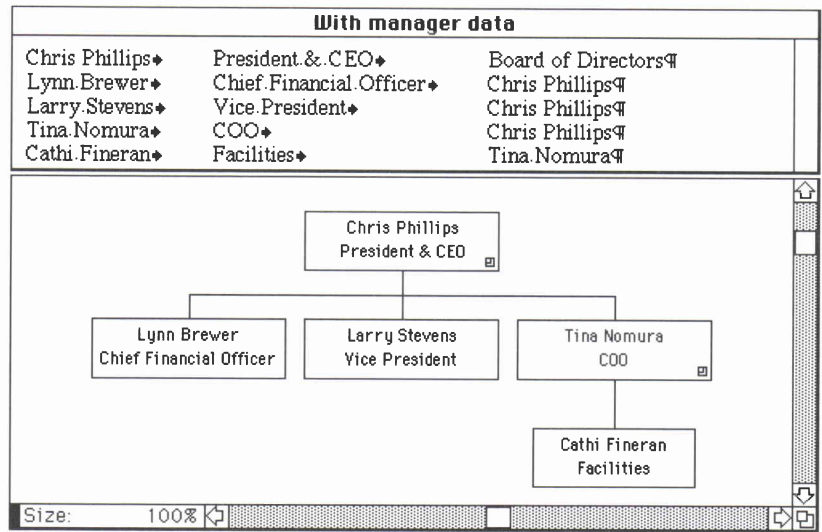 With manager data
Chris Phillips◆ President.&.CEO◆ Board of Directors¶
Lynn.Brewer◆ Chief.Financial.Officer◆ Chris Phillips¶
Larry.Stevens◆ Vice.President◆ Chris Phillips¶
Tina.Nomura◆ COO◆ Chris Phillips¶
Cathi.Fineran◆ Facilities◆ Tina.Nomura¶
Chris Phillips
President & CEO
Lynn Brewer
Chief Financial Officer
Larry Stevens
Vice President
Tina Nomura
COO
Cathi Fineran
Facilities
Size: 100%